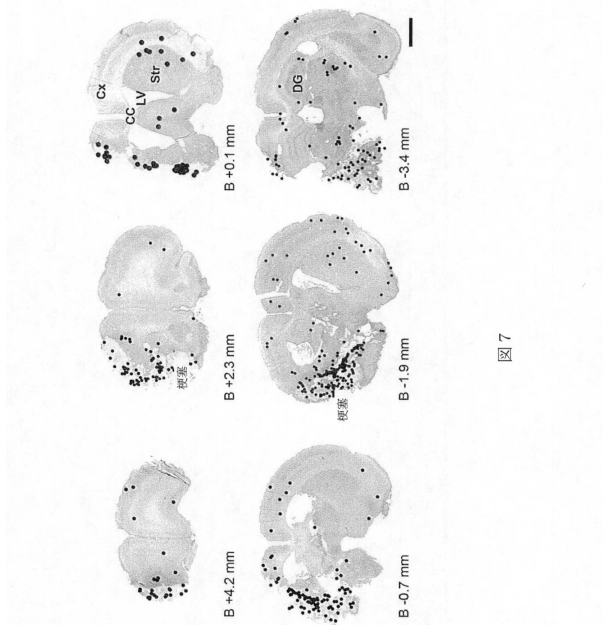 B +4.2 mm
梗塞
B +2.3 mm
Cx
CC
LV
Str
B +0.1 mm
B -0.7 mm
梗塞
B -1.9 mm
DG
B -3.4 mm
図 7